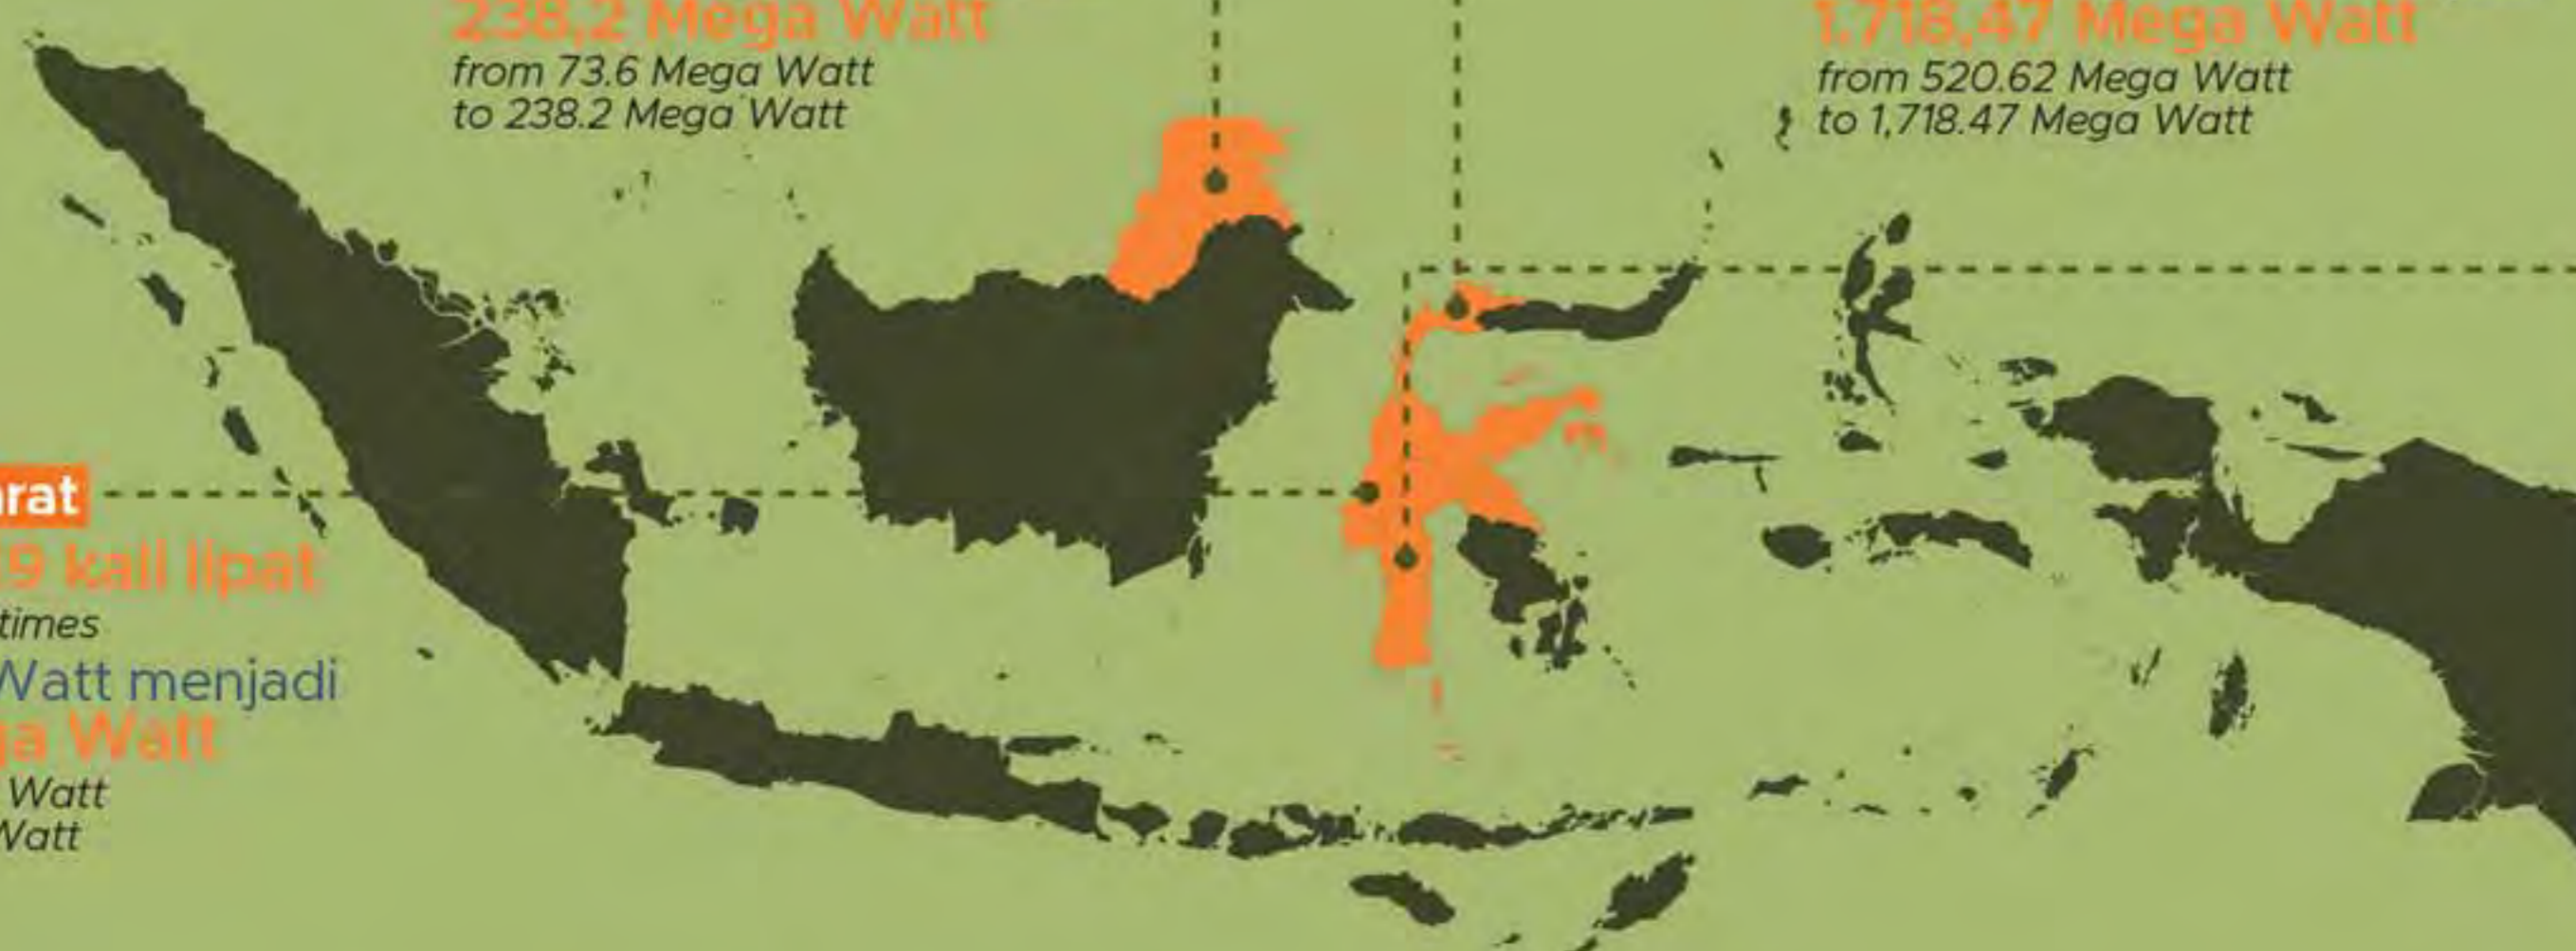 238,2 Mega Watt
from 73.6 Mega Watt
to 238.2 Mega Watt
1.718,47 Mega Watt
from 520.62 Mega Watt
to 1,718.47 Mega Watt
arat
9 kali lipat
times
Watt menjadi
ga Watt
Watt
Watt